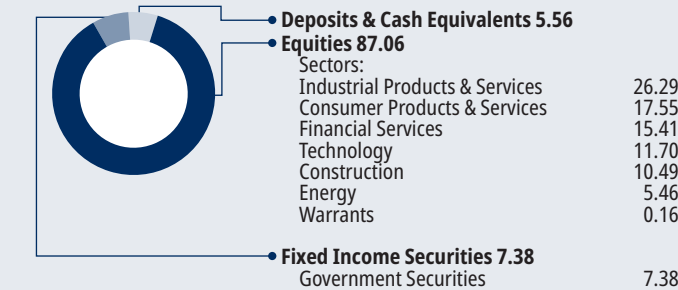 Deposits & Cash Equivalents 5.56
Equities 87.06
Sectors:
Industrial Products & Services 26.29
Consumer Products & Services 17.55
Financial Services 15.41
Technology 11.70
Construction 10.49
Energy 5.46
Warrants 0.16
Fixed Income Securities 7.38
Government Securities 7.38